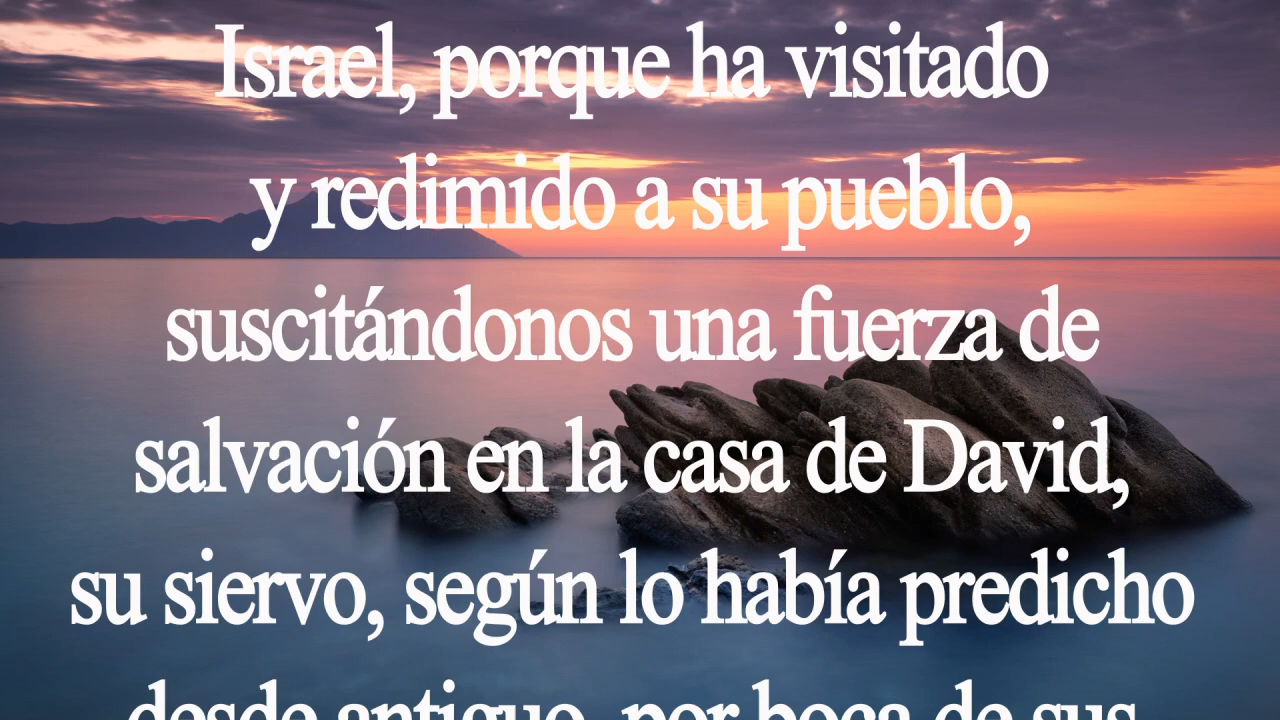 Israel, porque ha visitado
y redimido a su pueblo,
suscitándonos una fuerza de
salvación en la casa de David,
su siervo, según lo había predicho
desde antiguo, por boca de sus